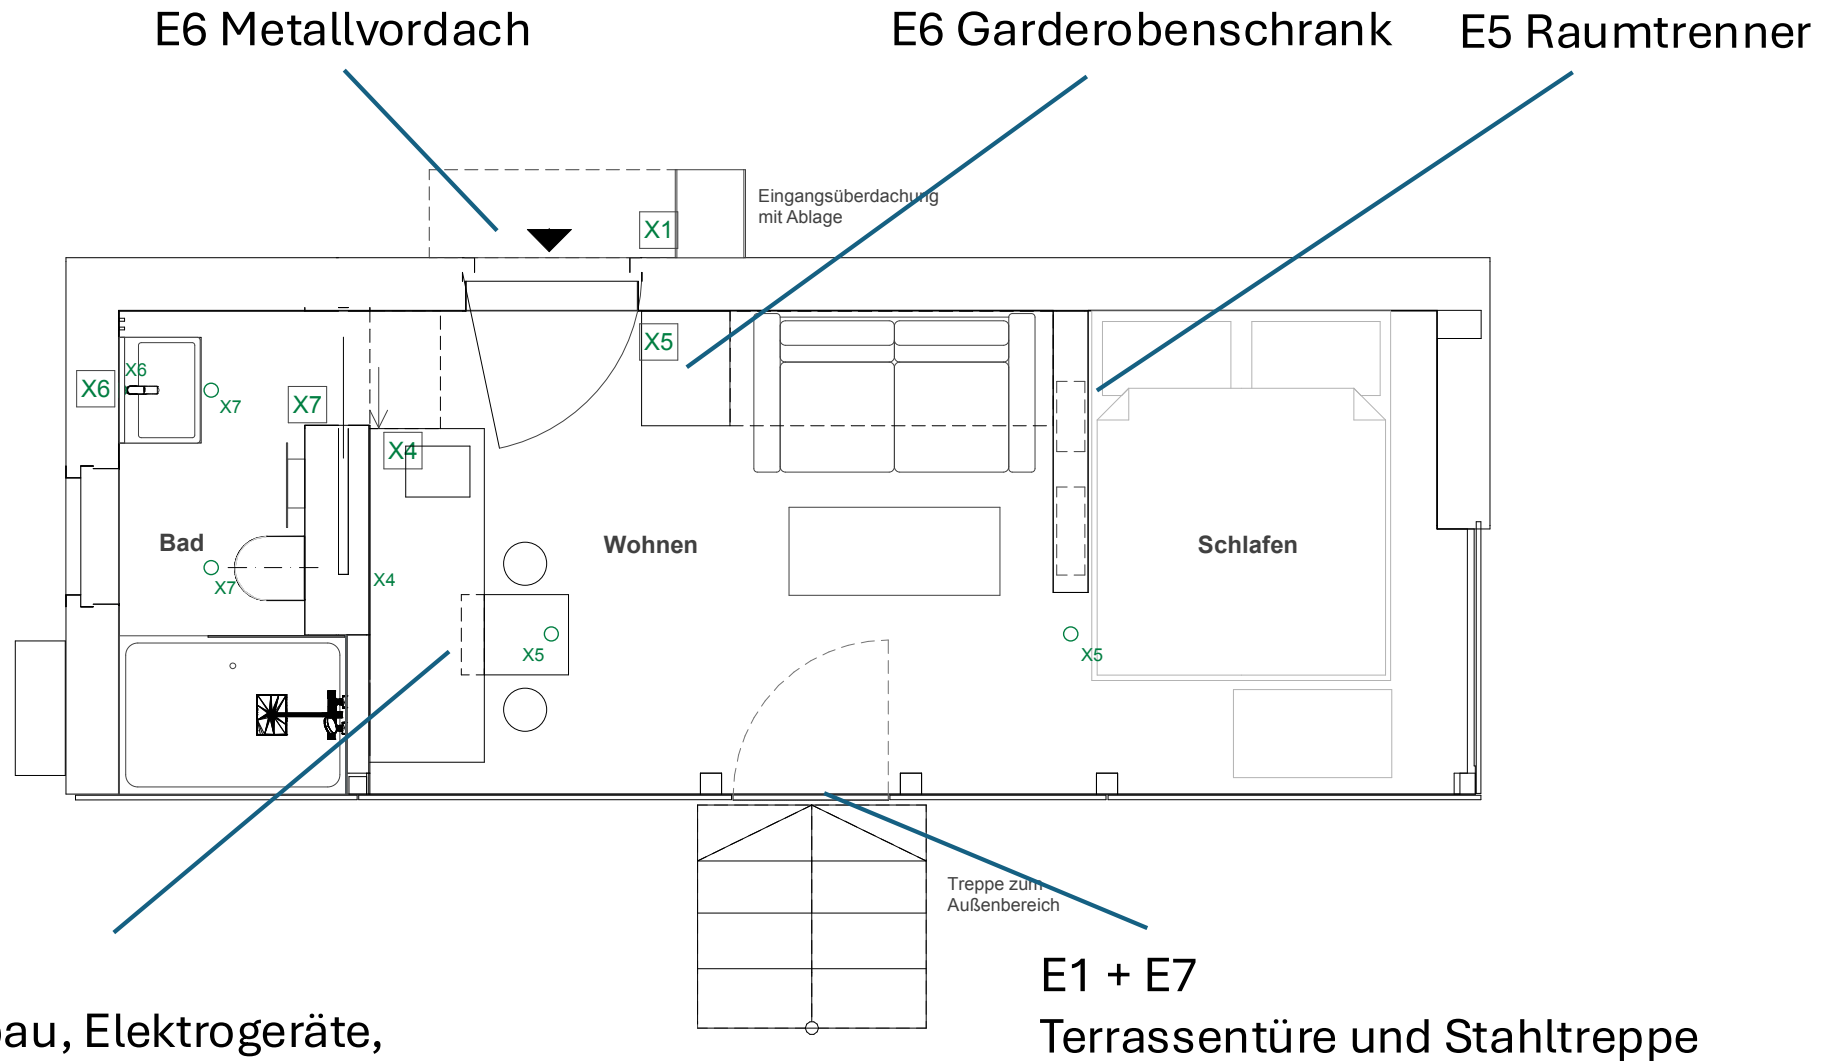 E6 Metallvordach
E6 Garderobenschrank
E5 Raumtrenner
Eingangsüberdachung
mit Ablage
X1
X5
X6
X6
X7
X7
X4
Bad
Wohnen
Schlafen
X7
X4
X5
X5
Treppe zum
Außenbereich
E1 + E7
Terrassentüre und Stahltreppe
bau, Elektrogeräte,